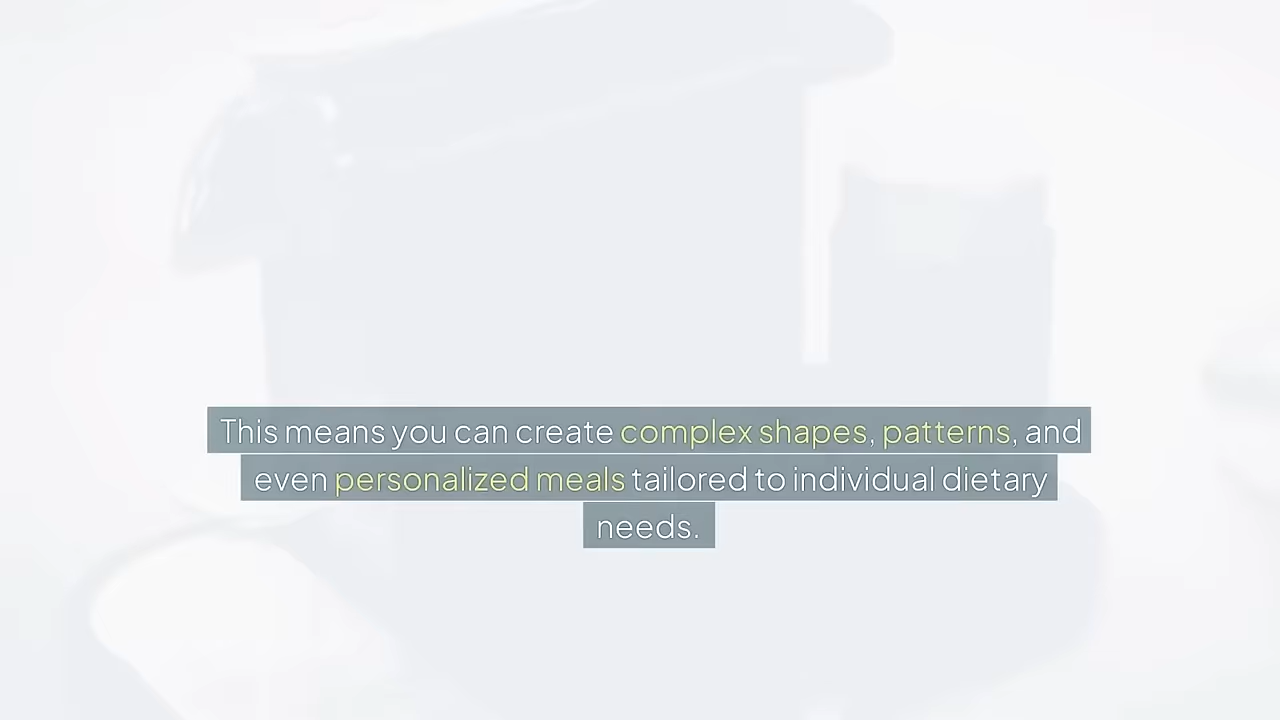 This means you can create complex shapes, patterns, and
even personalized meals tailored to individual dietary
needs.